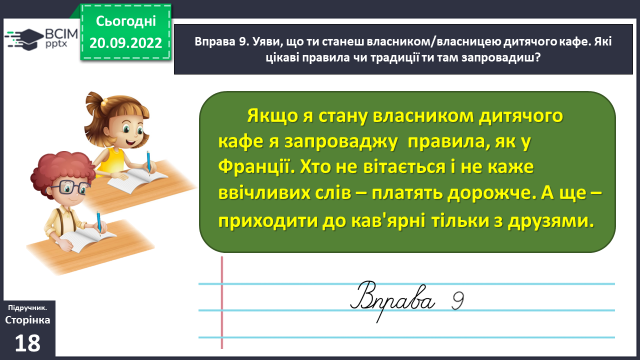 Сьогодні
20.09.2022
ВСІМ
pptx
Вправа 9. Уяви, що ти станеш власником/власницею дитячого кафе. Які
цікаві правила чи традиції ти там запровадиш?
Якщо я стану власником дитячого
кафе я запроваджу правила, як у
Франції. Хто не вітається і не каже
ввічливих слів – платять дорожче. А ще –
приходити до кав'ярні тільки з друзями.
Вправа 9
Підручник.
Сторінка
18